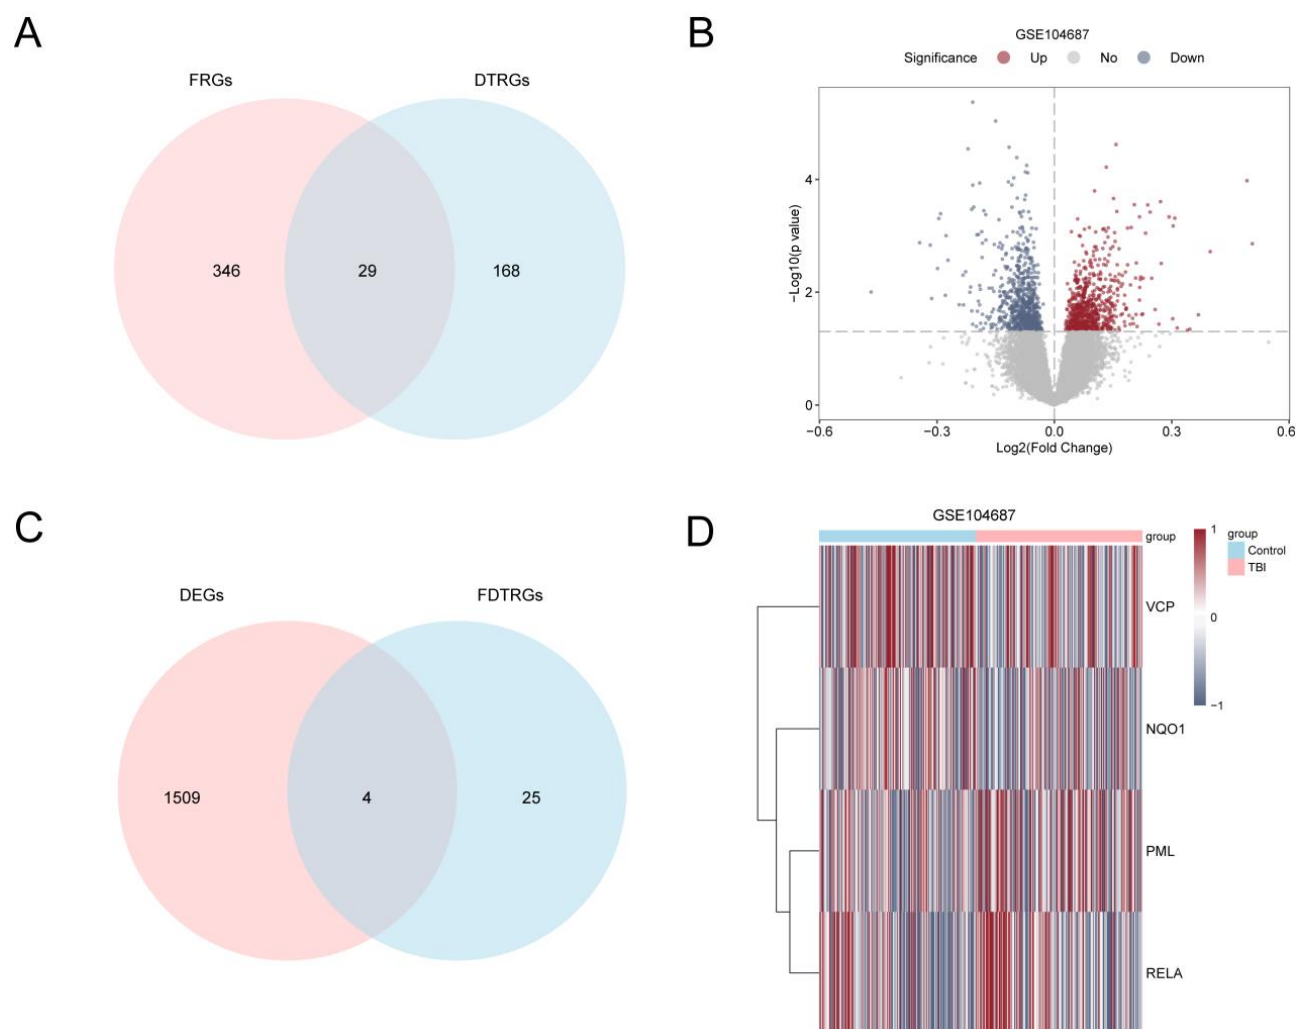 A
FRGs
DTRGs
346
29
168
B
GSE104687
Significance Up No Down
−Log10(p value)
4
2
0
−0.6 −0.3 0.0 0.3 0.6
Log2(Fold Change)
C
DEGs
FDTRGs
1509
4
25
D
GSE104687
group
VCP
NQO1
PML
RELA
1
0
−1
group
Control
TBI